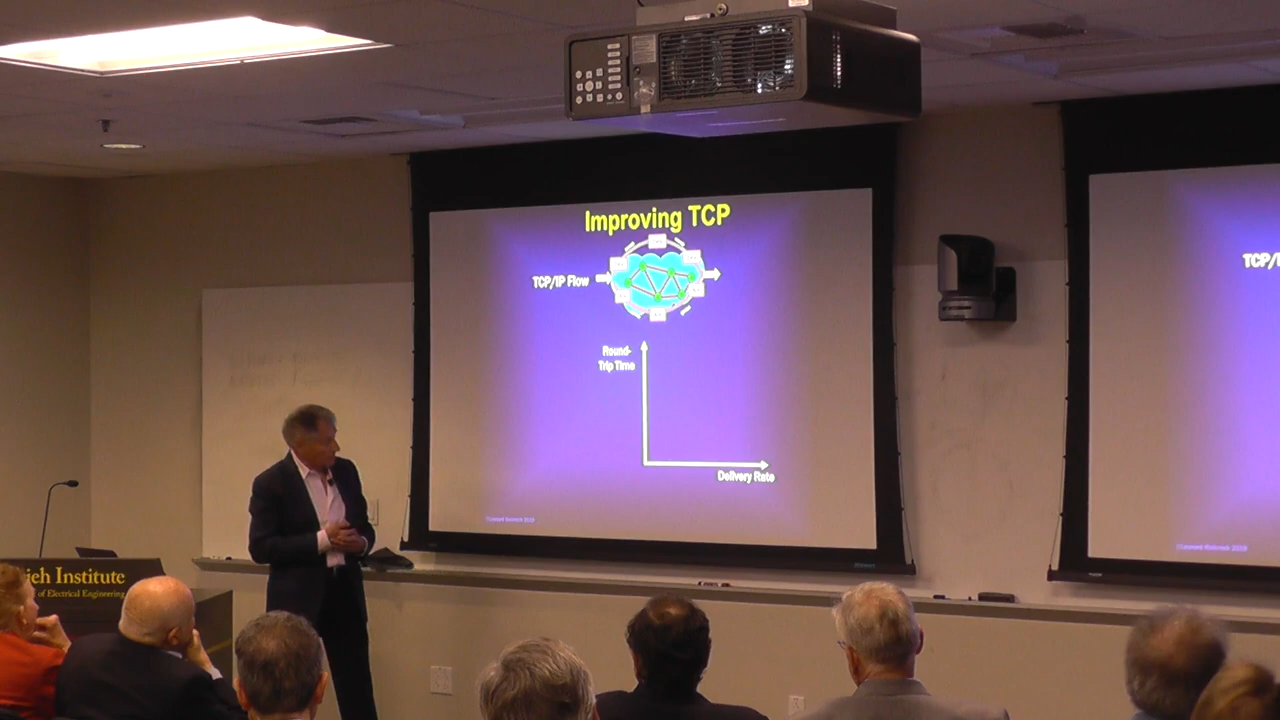 Improving TCP
TCP/IP Flow
Round-
Trip Time
Delivery Rate
TCP/I
ieh Institute
of Electrical Engineering